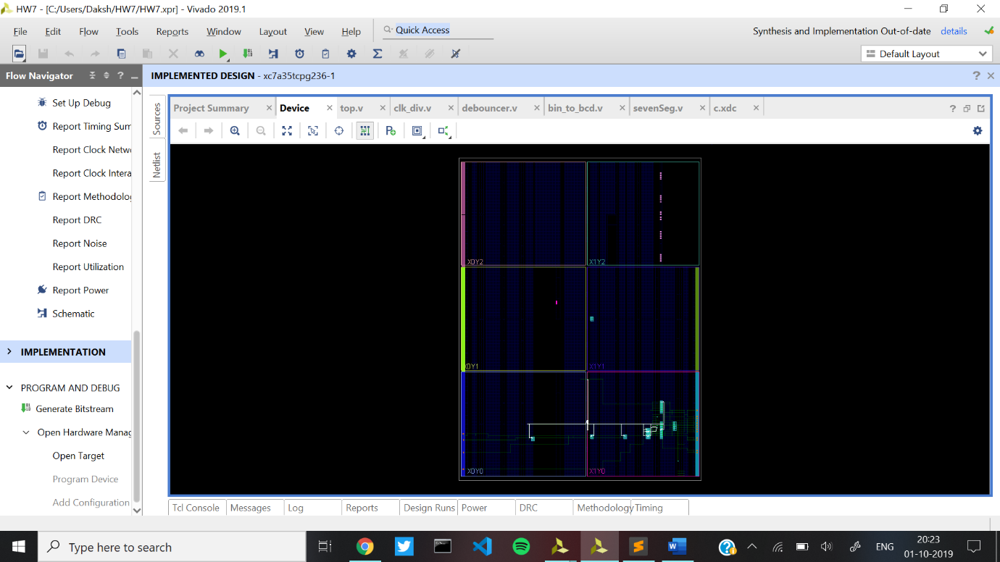 HW7 - [C:/Users/Daksh/HW7/HW7.xpr] - Vivado 2019.1
File Edit Flow Tools Reports Window Layout View Help Quick Access
Synthesis and Implementation Out-of-date details
Default Layout
Flow Navigator
IMPLEMENTED DESIGN - xc7a35tcpg236-1
Set Up Debug
Report Timing Sum
Report Clock Netw
Report Clock Intera
Report Methodolo
Report DRC
Report Noise
Report Utilization
Report Power
Schematic
IMPLEMENTATION
PROGRAM AND DEBUG
Generate Bitstream
Open Hardware Manag
Open Target
Program Device
Add Configuration
Sources
Netlist
Project Summary Device top.v clk_div.v debouncer.v bin_to_bcd.v sevenSeg.v c.xdc
X0Y2 X1Y2
X0Y1 X1Y1
X0Y0 X1Y0
Tcl Console Messages Log Reports Design Runs Power DRC Methodology Timing
Type here to search
ENG
20:23
01-10-2019